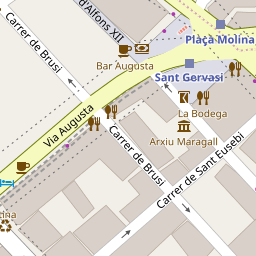 Carrer de Brusi
d'Alfons XII
Plaça Molina
Bar Augusta
Sant Gervasi
La Bodega
Via Augusta
Arxiu Maragall
Carrer de Brusi
Carrer de Sant Eusebi